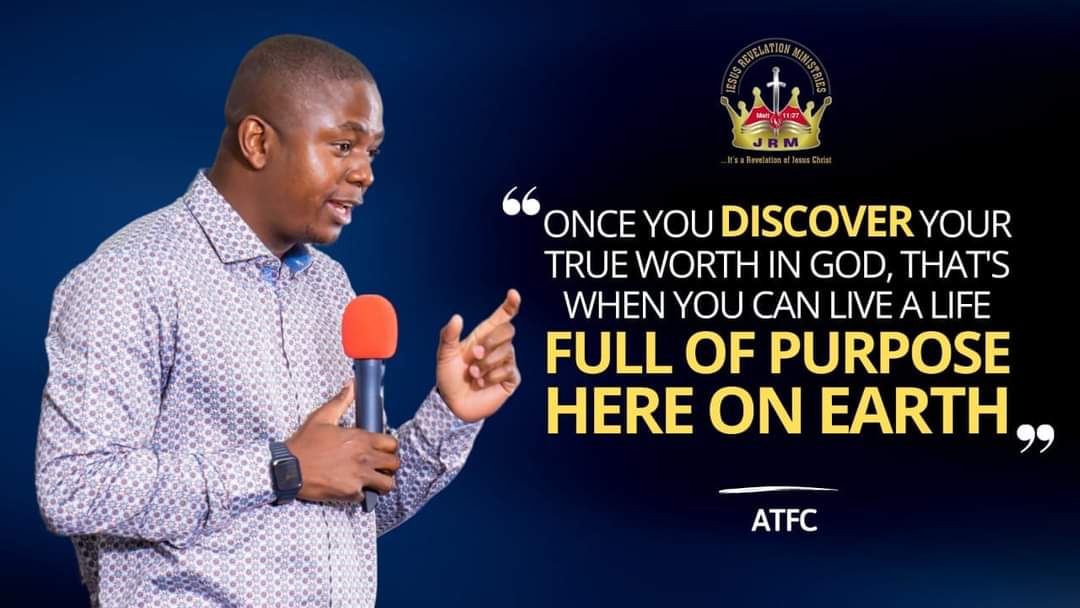 JESUS REVELATION MINISTRIES
Matt 11:27
JRM
...It's a Revelation of Jesus Christ
“ONCE YOU DISCOVER YOUR
TRUE WORTH IN GOD, THAT'S
WHEN YOU CAN LIVE A LIFE
FULL OF PURPOSE
HERE ON EARTH”
ATFC